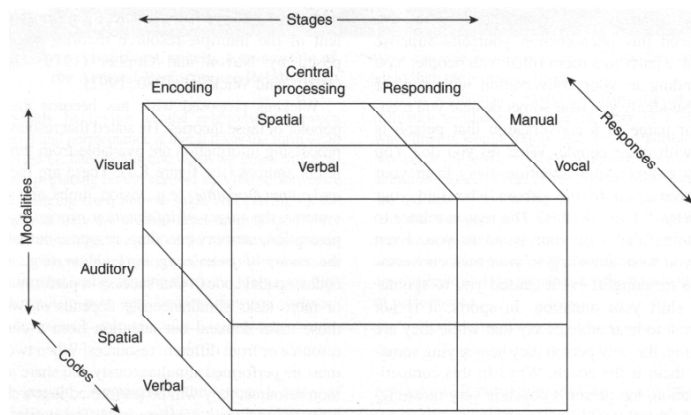 Stages
Encoding
Central
processing
Responding
Spatial
Manual
Visual
Verbal
Vocal
Responses
Modalities
Auditory
Spatial
Codes
Verbal